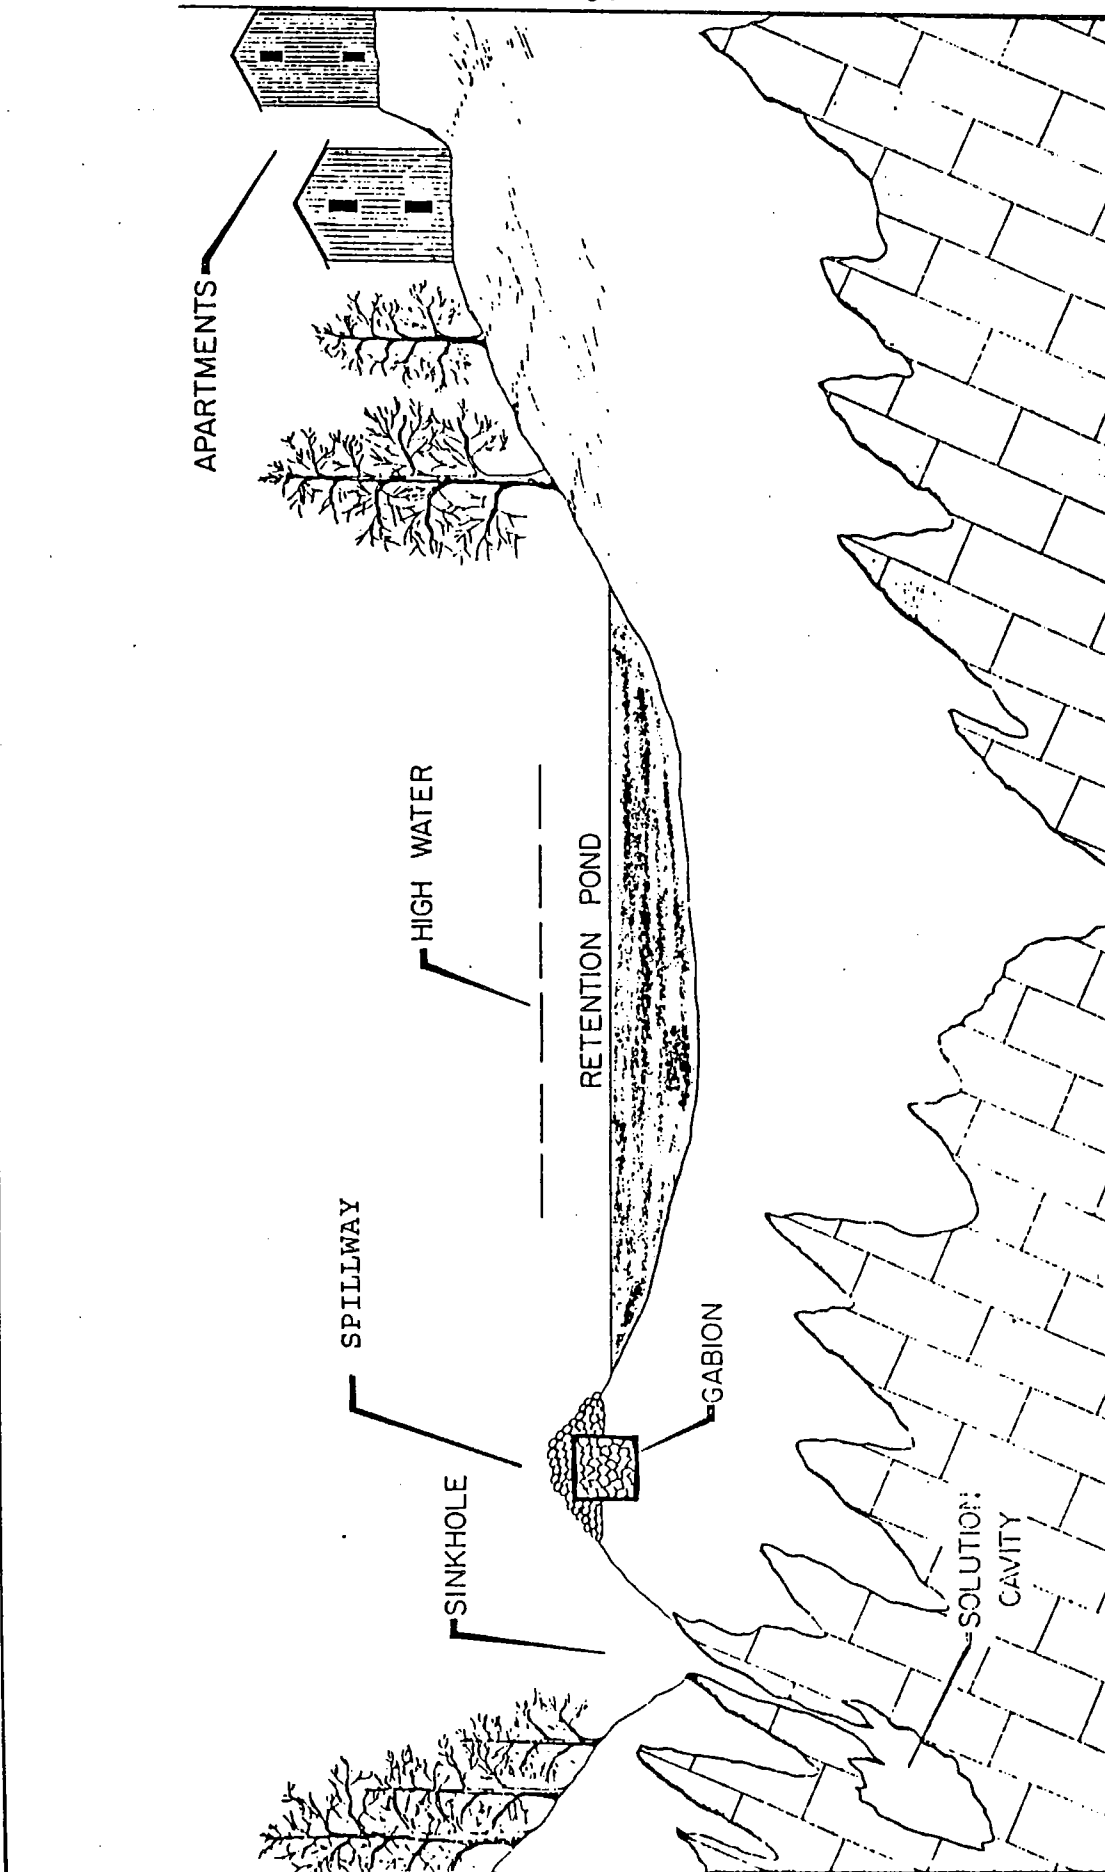 SINKHOLE
SPILLWAY
HIGH WATER
APARTMENTS
RETENTION POND
GABION
SOLUTION
CAVITY